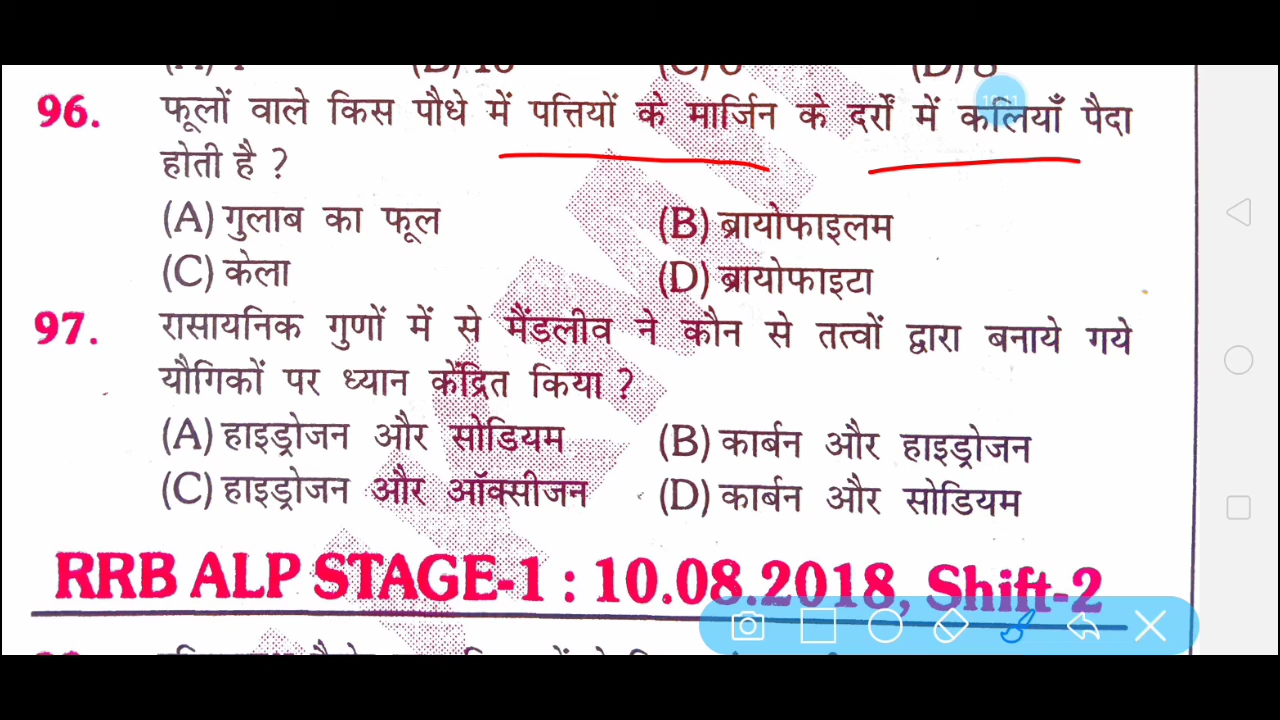 96. फूलों वाले किस पौधे में पत्तियों के मार्जिन के दर्रों में कलियाँ पैदा
होती है ?
(A) गुलाब का फूल (B) ब्रायोफाइलम
(C) केला (D) ब्रायोफाइटा
97. रासायनिक गुणों में से मैंडलीव ने कौन से तत्वों द्वारा बनाये गये
यौगिकों पर ध्यान केंद्रित किया ?
(A) हाइड्रोजन और सोडियम (B) कार्बन और हाइड्रोजन
(C) हाइड्रोजन और ऑक्सीजन (D) कार्बन और सोडियम
RRB ALP STAGE-1 : 10.08.2018, Shift-2